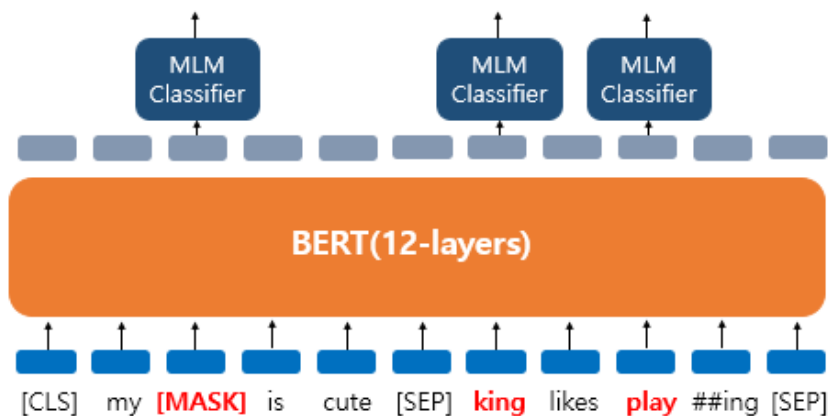 MLM
Classifier
MLM
Classifier
MLM
Classifier
BERT(12-layers)
[CLS] my [MASK] is cute [SEP] king likes play ##ing [SEP]